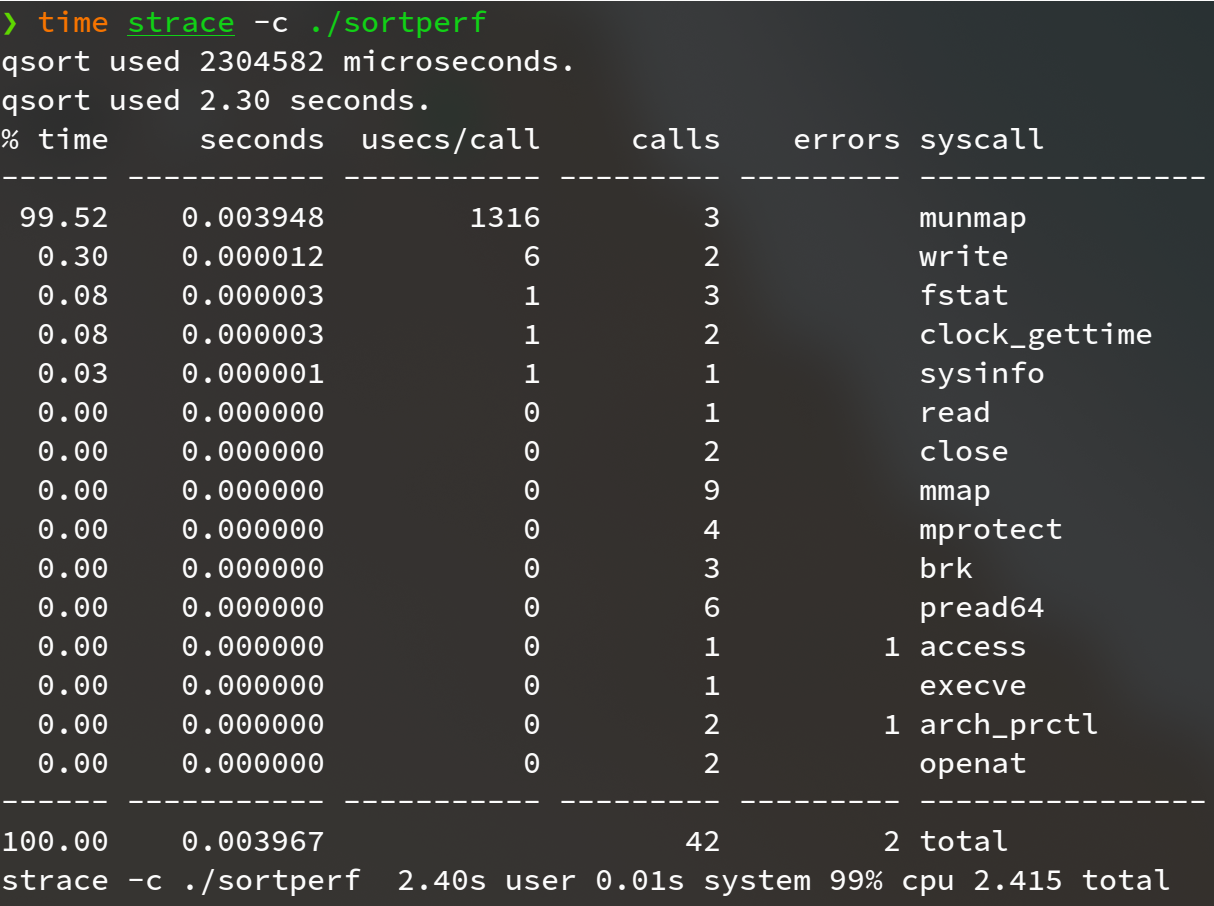 ❯ time strace -c ./sortperf
qsort used 2304582 microseconds.
qsort used 2.30 seconds.
% time     seconds  usecs/call     calls    errors syscall
------ ----------- ----------- --------- --------- ----------------
 99.52    0.003948        1316         3           munmap
  0.30    0.000012           6         2           write
  0.08    0.000003           1         3           fstat
  0.08    0.000003           1         2           clock_gettime
  0.03    0.000001           1         1           sysinfo
  0.00    0.000000           0         1           read
  0.00    0.000000           0         2           close
  0.00    0.000000           0         9           mmap
  0.00    0.000000           0         4           mprotect
  0.00    0.000000           0         3           brk
  0.00    0.000000           0         6           pread64
  0.00    0.000000           0         1         1 access
  0.00    0.000000           0         1           execve
  0.00    0.000000           0         2         1 arch_prctl
  0.00    0.000000           0         2           openat
------ ----------- ----------- --------- --------- ----------------
100.00    0.003967                    42         2 total
strace -c ./sortperf  2.40s user 0.01s system 99% cpu 2.415 total